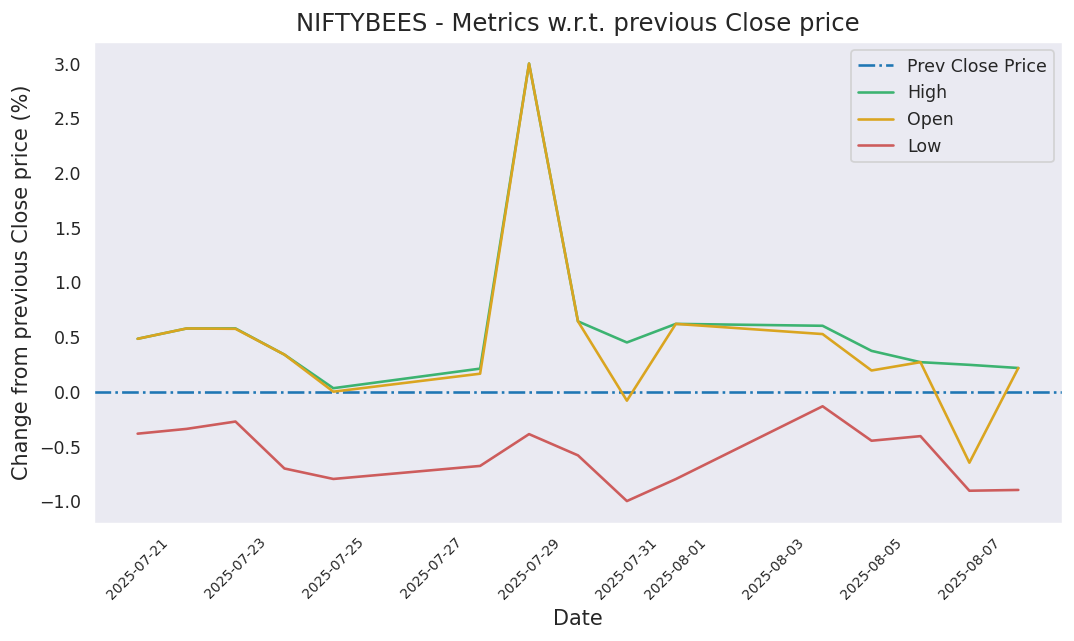 NIFTYBEES - Metrics w.r.t. previous Close price
Change from previous Close price (%)
3.0
2.5
2.0
1.5
1.0
0.5
0.0
−0.5
−1.0
Prev Close Price
High
Open
Low
2025-07-21
2025-07-23
2025-07-25
2025-07-27
2025-07-29
2025-07-31
2025-08-01
2025-08-03
2025-08-05
2025-08-07
Date